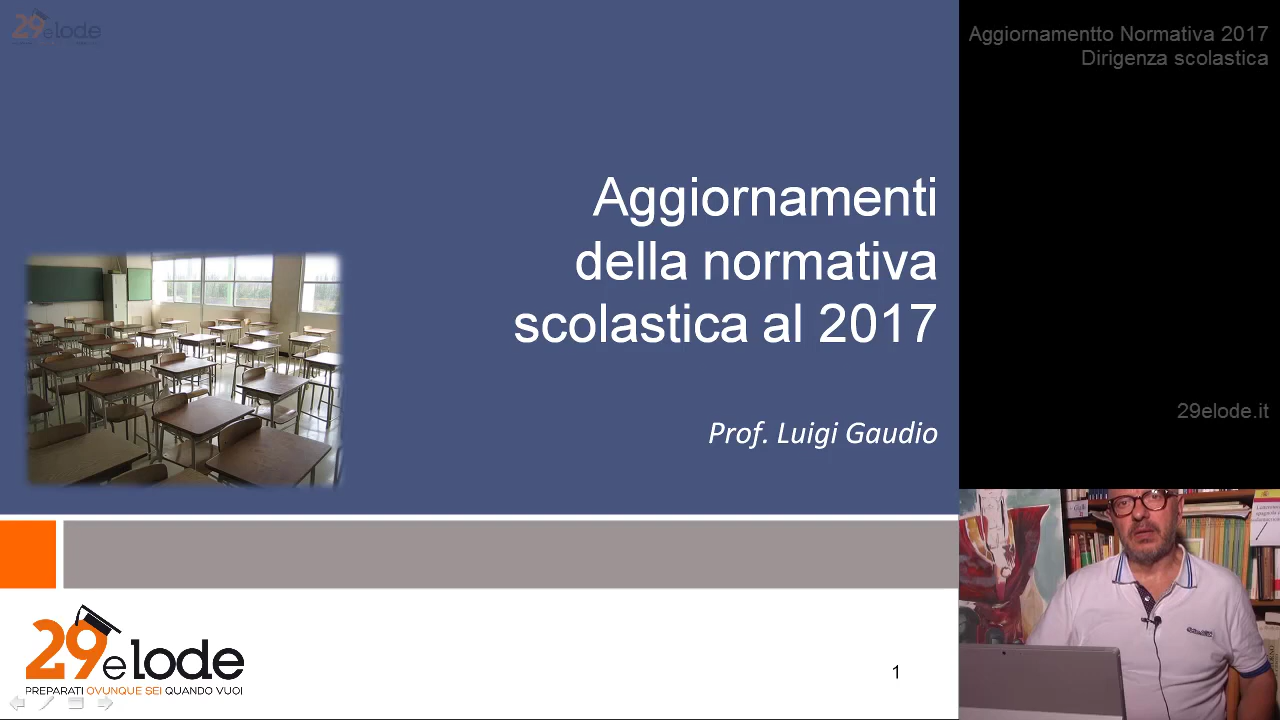 29elode
Aggiornamentto Normativa 2017
Dirigenza scolastica
Aggiornamenti
della normativa
scolastica al 2017
Prof. Luigi Gaudio
29elode.it
29elode
PREPARATI OVUNQUE SEI QUANDO VUOI
1